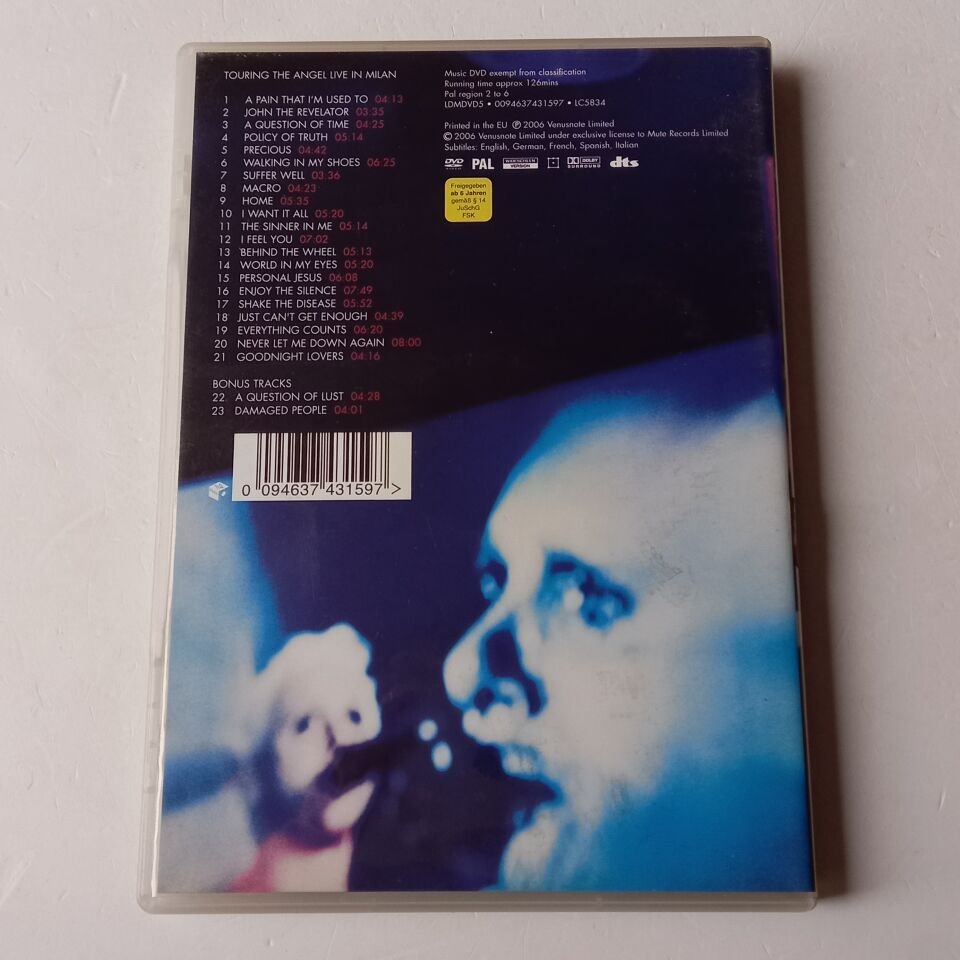 TOURING THE ANGEL LIVE IN MILAN
1 A PAIN THAT I'M USED TO 04:13
2 JOHN THE REVELATOR 03.35
3 A QUESTION OF TIME 04:25
4 POLICY OF TRUTH 05.14
5 PRECIOUS 04:42
6 WALKING IN MY SHOES 06:25
7 SUFFER WELL 03:36
8 MACRO 04:23
9 HOME 05:35
10 I WANT IT ALL 05:20
11 THE SINNER IN ME 05:14
12 I FEEL YOU 07:02
13 BEHIND THE WHEEL 05:13
14 WORLD IN MY EYES 05:20
15 PERSONAL JESUS 06:08
16 ENJOY THE SILENCE 07:49
17 SHAKE THE DISEASE 05:52
18 JUST CAN'T GET ENOUGH 04:39
19 EVERYTHING COUNTS 06:20
20 NEVER LET ME DOWN AGAIN 08:00
21 GOODNIGHT LOVERS 04:16
BONUS TRACKS
22 A QUESTION OF LUST 04:28
23 DAMAGED PEOPLE 04:01
0 094637 431597 >
Music DVD exempt from classification
Running time approx 126mins
Pal region 2 to 6
LDMDVD5 • 0094637431597 • LC5834
Printed in the EU ℗ 2006 Venusnote Limited
© 2006 Venusnote Limited under exclusive license to Mute Records Limited
Subtitles: English, German, French, Spanish, Italian
DVD VIDEO PAL WIDESCREEN VERSION DOLBY SURROUND dts
Freigegeben
ab 6 Jahren
gemäß § 14
JuSchG
FSK